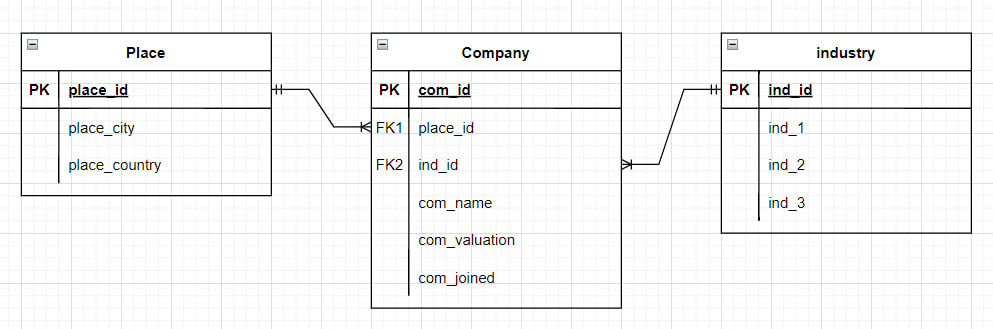 Place
PK place_id
place_city
place_country
Company
PK com_id
FK1 place_id
FK2 ind_id
com_name
com_valuation
com_joined
industry
PK ind_id
ind_1
ind_2
ind_3